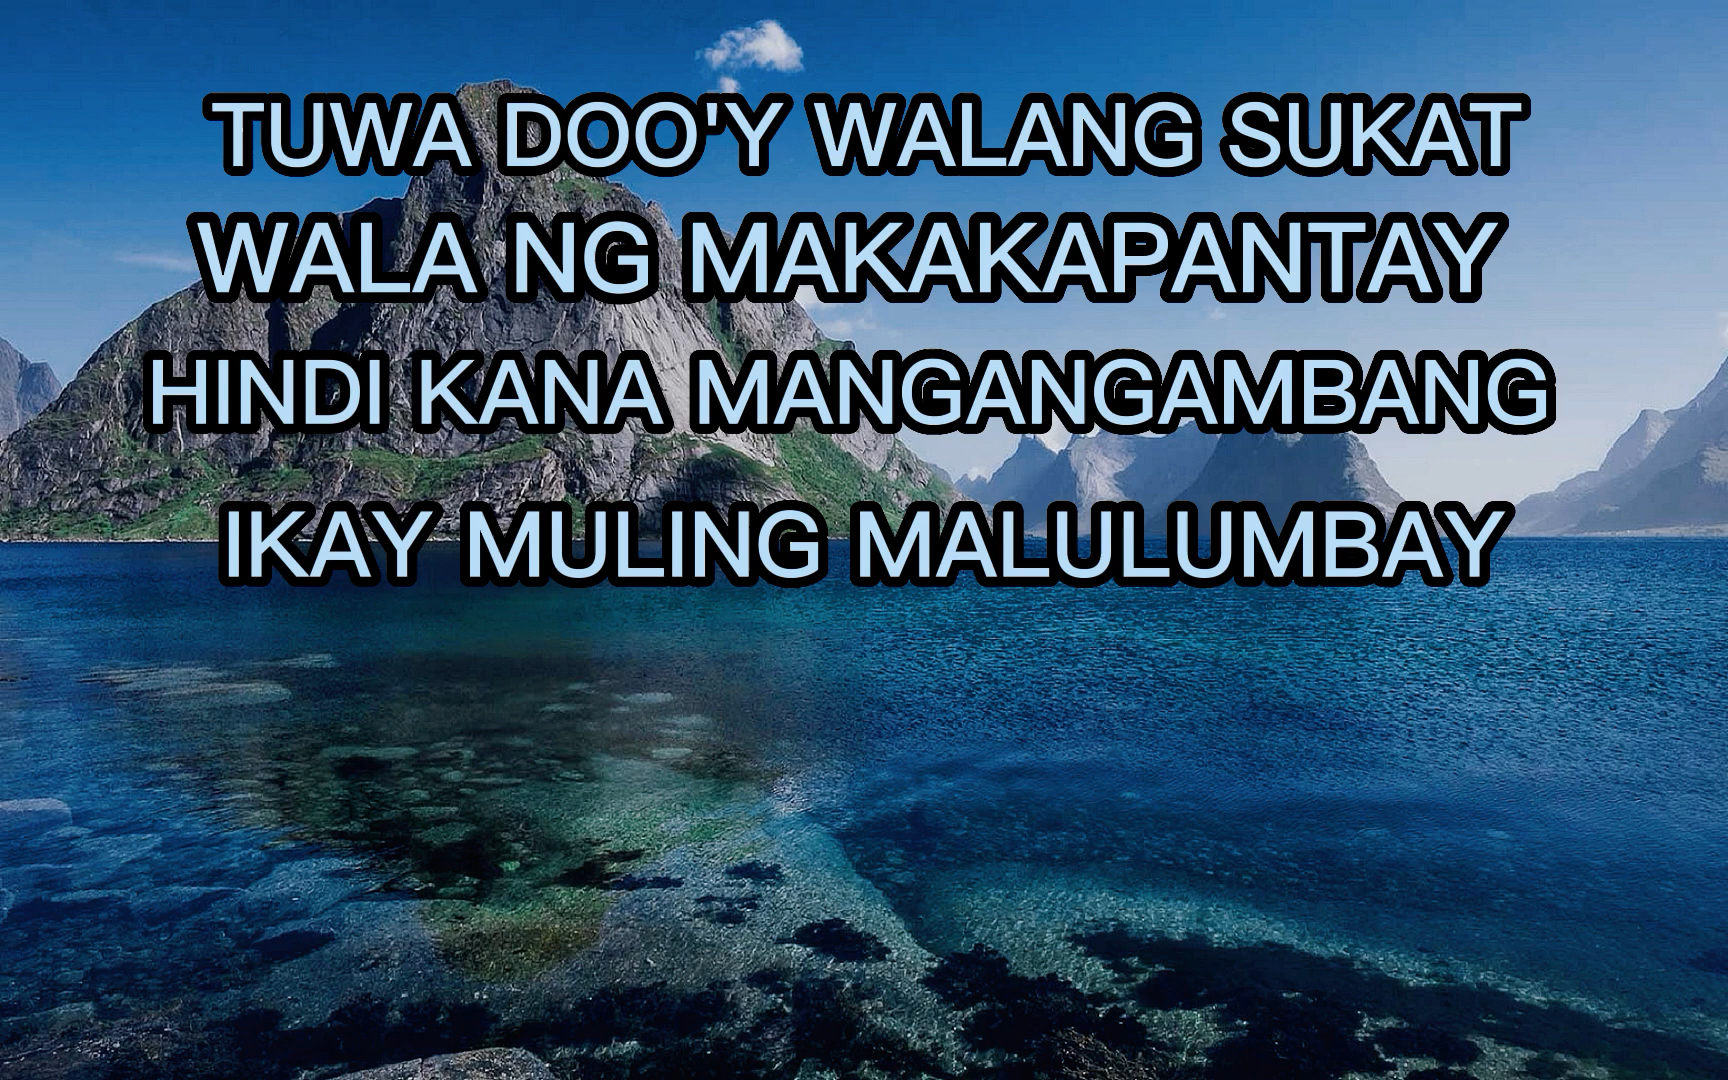 TUWA DOO'Y WALANG SUKAT
WALA NG MAKAKAPANTAY
HINDI KANA MANGANGAMBANG
IKAY MULING MALULUMBAY